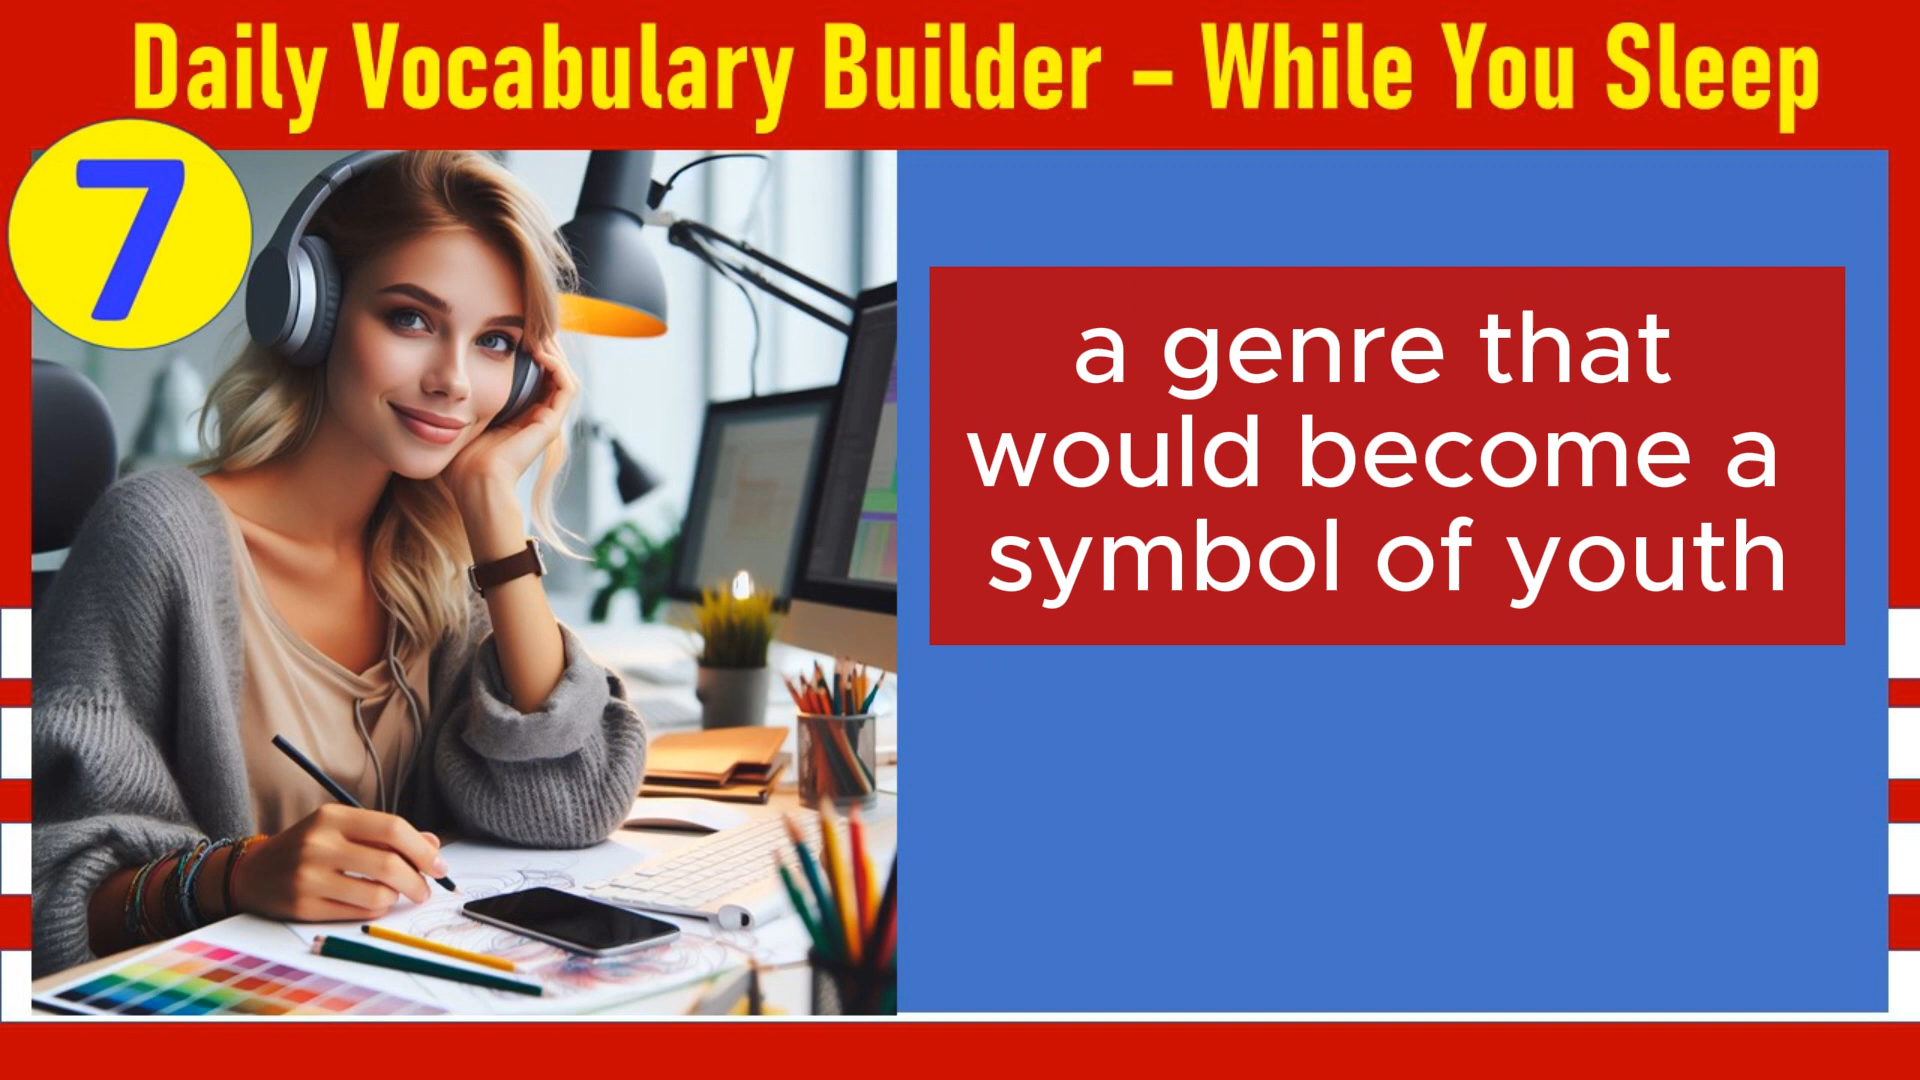 Daily Vocabulary Builder – While You Sleep
7
a genre that
would become a
symbol of youth